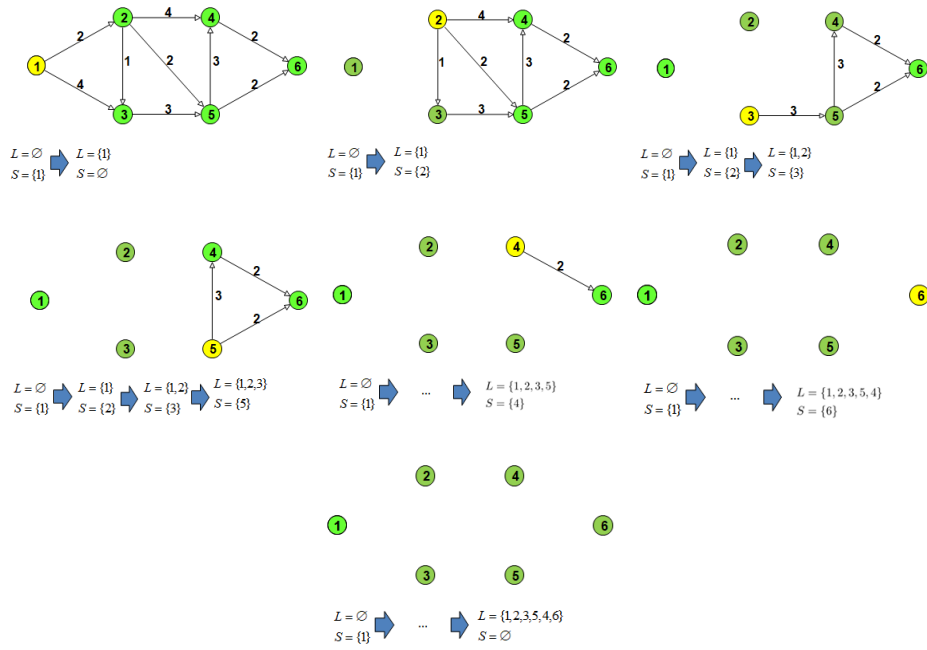 2 4 4
2 2
1 1 2 3 6
4 2
3 3 5
L = ∅ L = {1}
S = {1} S = ∅
2 4 4
2
1 1 2 3 6
2
3 3 5
L = ∅ L = {1}
S = {1} S = {2}
2 4
2
1 3 6
2
3 3 5
L = ∅ L = {1} L = {1,2}
S = {1} S = {2} S = {3}
2 4
2
1 3 6
2
3 5
L = ∅ L = {1} L = {1,2} L = {1,2,3}
S = {1} S = {2} S = {3} S = {5}
2 4
2
1 6
3 5
L = ∅ ... L = {1, 2, 3, 5}
S = {1} S = {4}
2 4
1 6
3 5
L = ∅ ... L = {1, 2, 3, 5, 4}
S = {1} S = {6}
2 4
1 6
3 5
L = ∅ ... L = {1,2,3,5,4,6}
S = {1} S = ∅